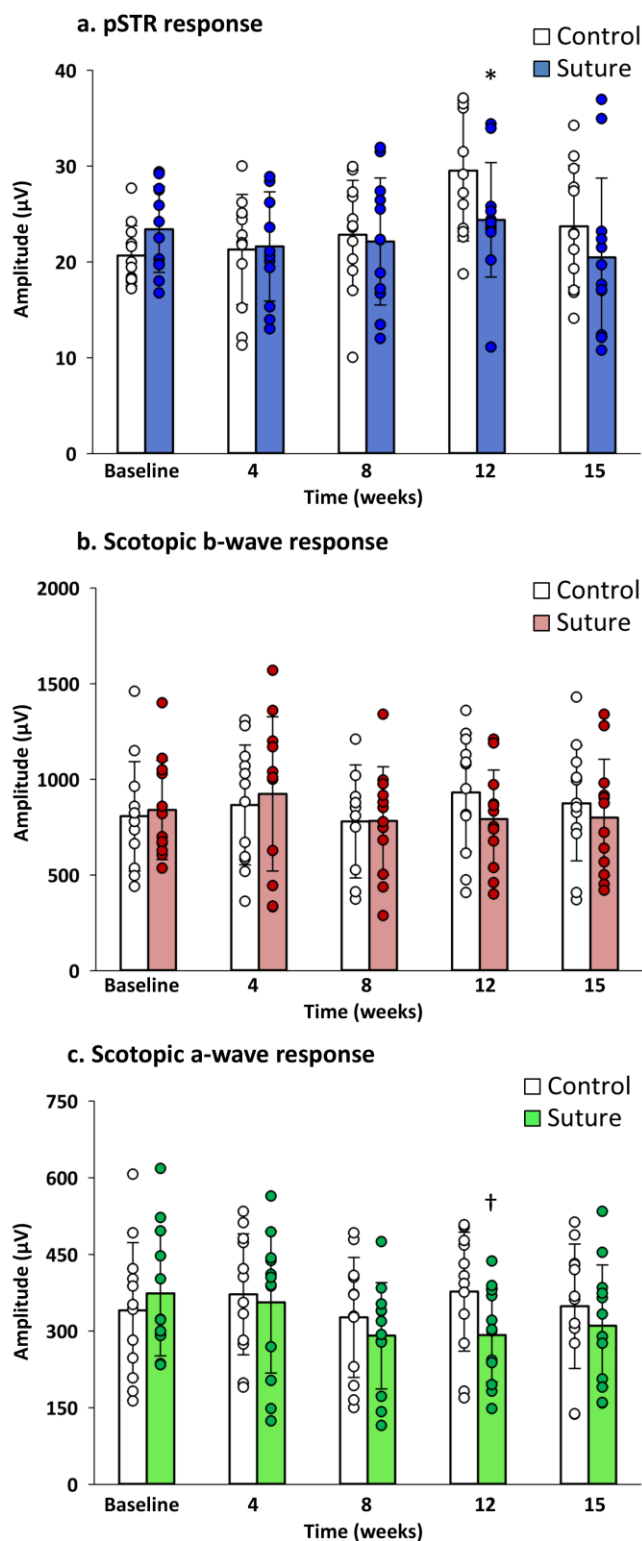 a. pSTR response
Control
Suture
*
40
30
20
10
0
Amplitude (µV)
Baseline 4 8 12 15
Time (weeks)
b. Scotopic b-wave response
Control
Suture
2000
1500
1000
500
0
Amplitude (µV)
Baseline 4 8 12 15
Time (weeks)
c. Scotopic a-wave response
Control
Suture
†
750
600
450
300
150
0
Amplitude (µV)
Baseline 4 8 12 15
Time (weeks)